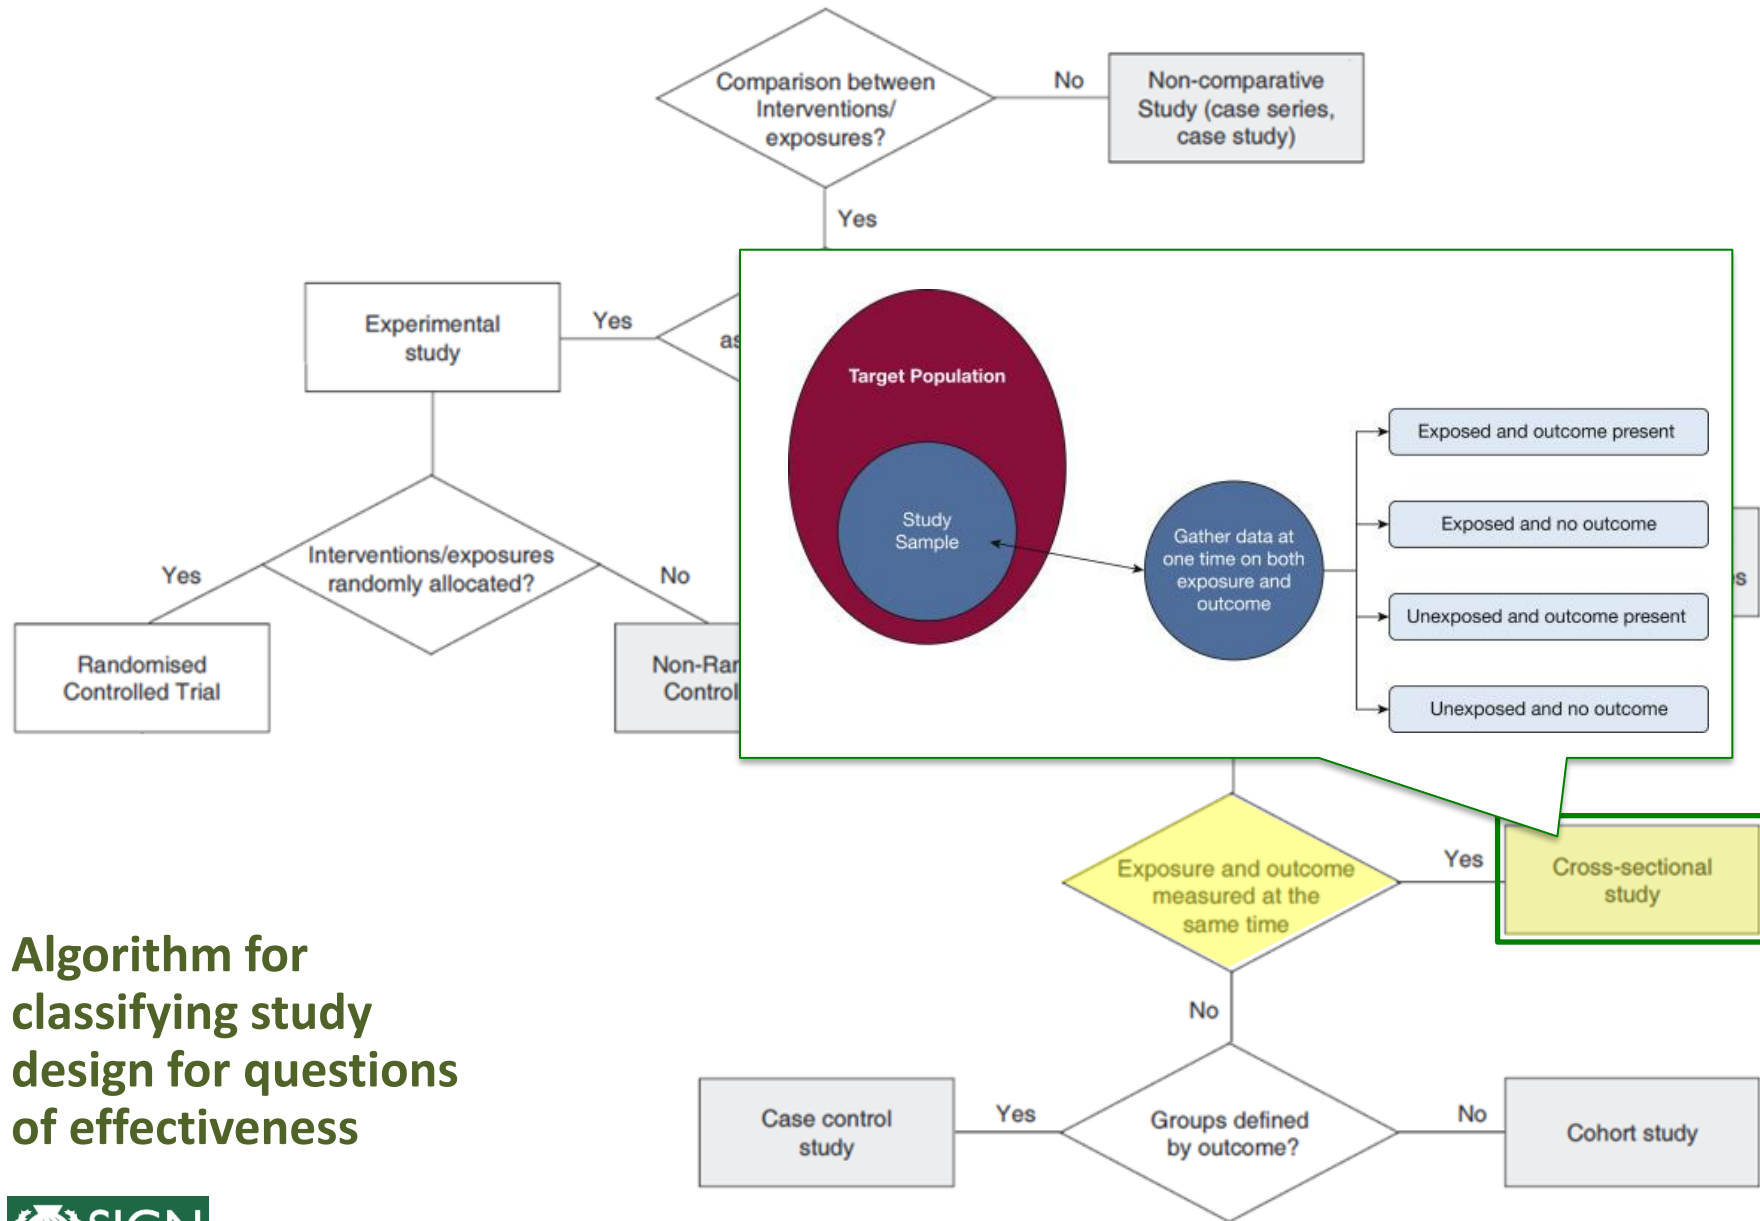 Comparison between
Interventions/
exposures?
No
Non-comparative
Study (case series,
case study)
Yes
Experimental
study
Yes
Target Population
Study
Sample
Gather data at
one time on both
exposure and
outcome
Exposed and outcome present
Exposed and no outcome
Unexposed and outcome present
Unexposed and no outcome
Interventions/exposures
randomly allocated?
Yes
No
Randomised
Controlled Trial
Exposure and outcome
measured at the
same time
Yes
Cross-sectional
study
No
Groups defined
by outcome?
Yes
Case control
study
No
Cohort study
Algorithm for
classifying study
design for questions
of effectiveness
SIGN